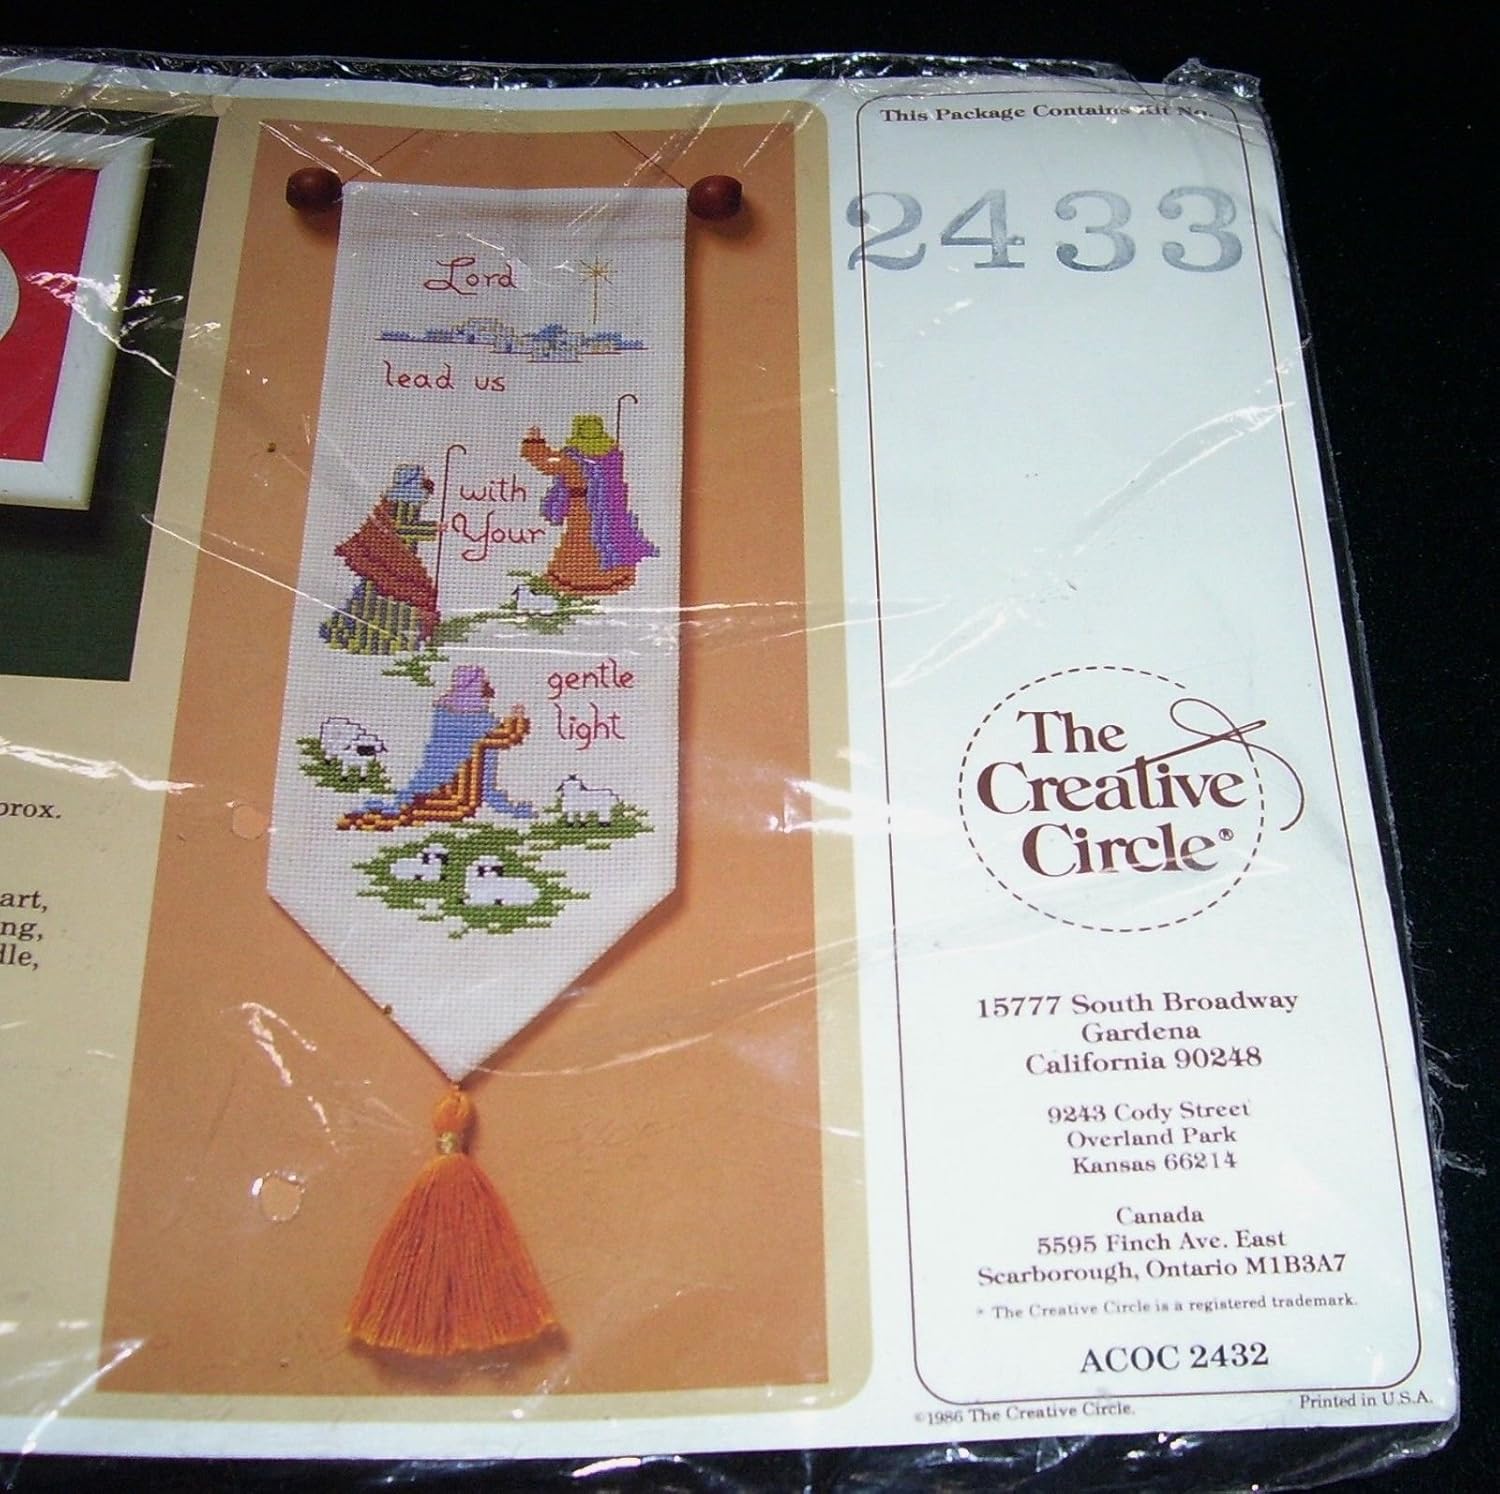 This Package Contains Kit No.
2433
Lord
lead us
with
Your
gentle
light
art,
ng,
dle,
The
Creative
Circle®
15777 South Broadway
Gardena
California 90248
9243 Cody Street
Overland Park
Kansas 66214
Canada
5595 Finch Ave. East
Scarborough, Ontario M1B3A7
* The Creative Circle is a registered trademark.
ACOC 2432
©1986 The Creative Circle.
Printed in U.S.A.